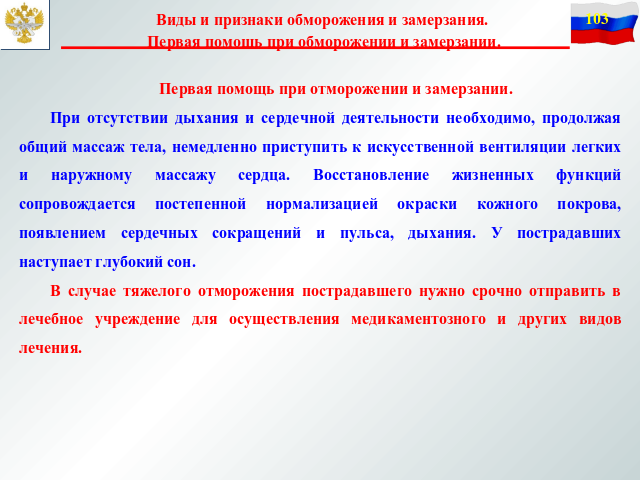 Виды и признаки обморожения и замерзания.
103
Первая помощь при обморожении и замерзании.
Первая помощь при отморожении и замерзании.
При отсутствии дыхания и сердечной деятельности необходимо, продолжая
общий массаж тела, немедленно приступить к искусственной вентиляции легких
и наружному массажу сердца. Восстановление жизненных функций
сопровождается постепенной нормализацией окраски кожного покрова,
появлением сердечных сокращений и пульса, дыхания. У пострадавших
наступает глубокий сон.
В случае тяжелого отморожения пострадавшего нужно срочно отправить в
лечебное учреждение для осуществления медикаментозного и других видов
лечения.